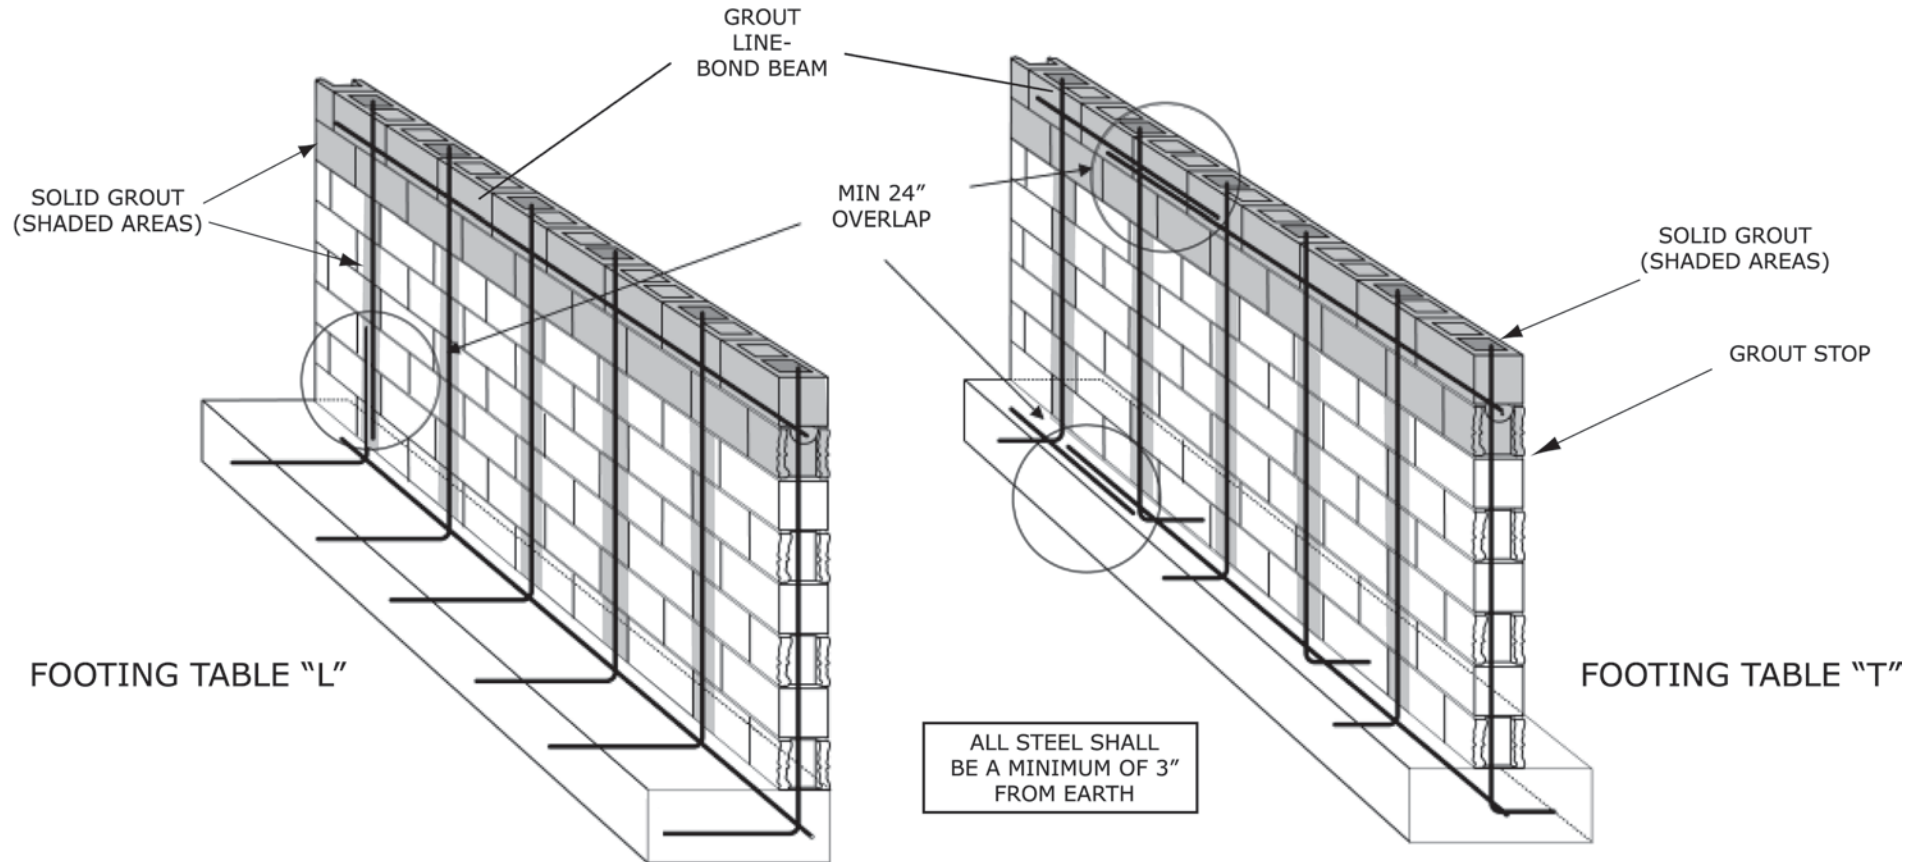 GROUT
LINE-
BOND BEAM
SOLID GROUT
(SHADED AREAS)
MIN 24”
OVERLAP
SOLID GROUT
(SHADED AREAS)
GROUT STOP
FOOTING TABLE “L”
FOOTING TABLE “T”
ALL STEEL SHALL
BE A MINIMUM OF 3”
FROM EARTH